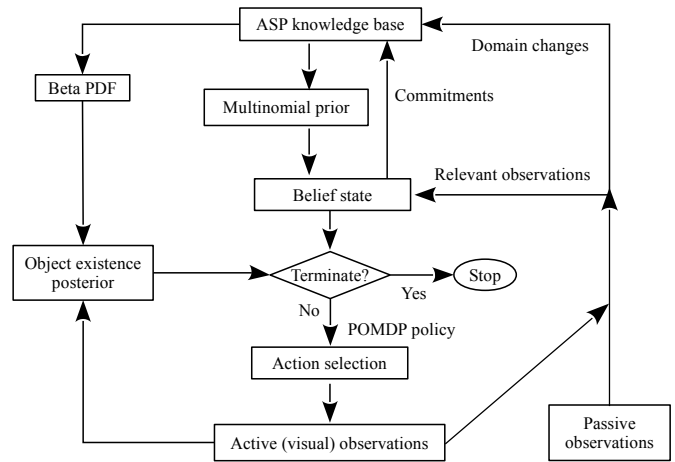 ASP knowledge base
Domain changes
Beta PDF
Multinomial prior
Commitments
Relevant observations
Belief state
Object existence
posterior
Terminate?
Stop
Yes
No
POMDP policy
Action selection
Active (visual) observations
Passive
observations